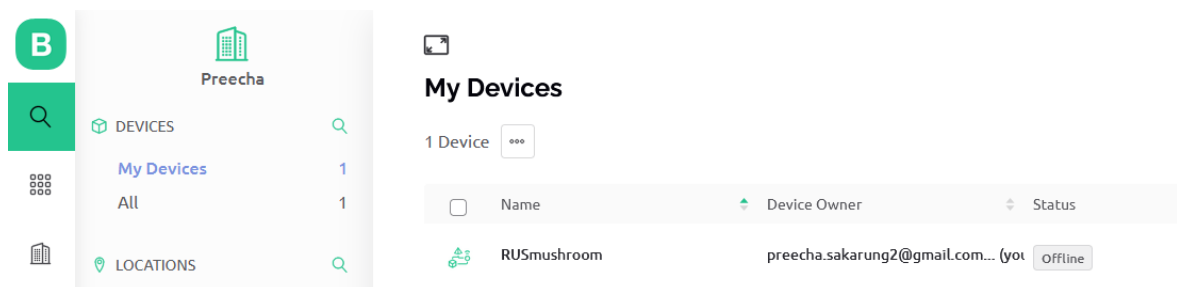 B
Preecha
DEVICES
My Devices 1
All 1
LOCATIONS
My Devices
1 Device
Name Device Owner Status
RUSmushroom preecha.sakarung2@gmail.com... (you Offline